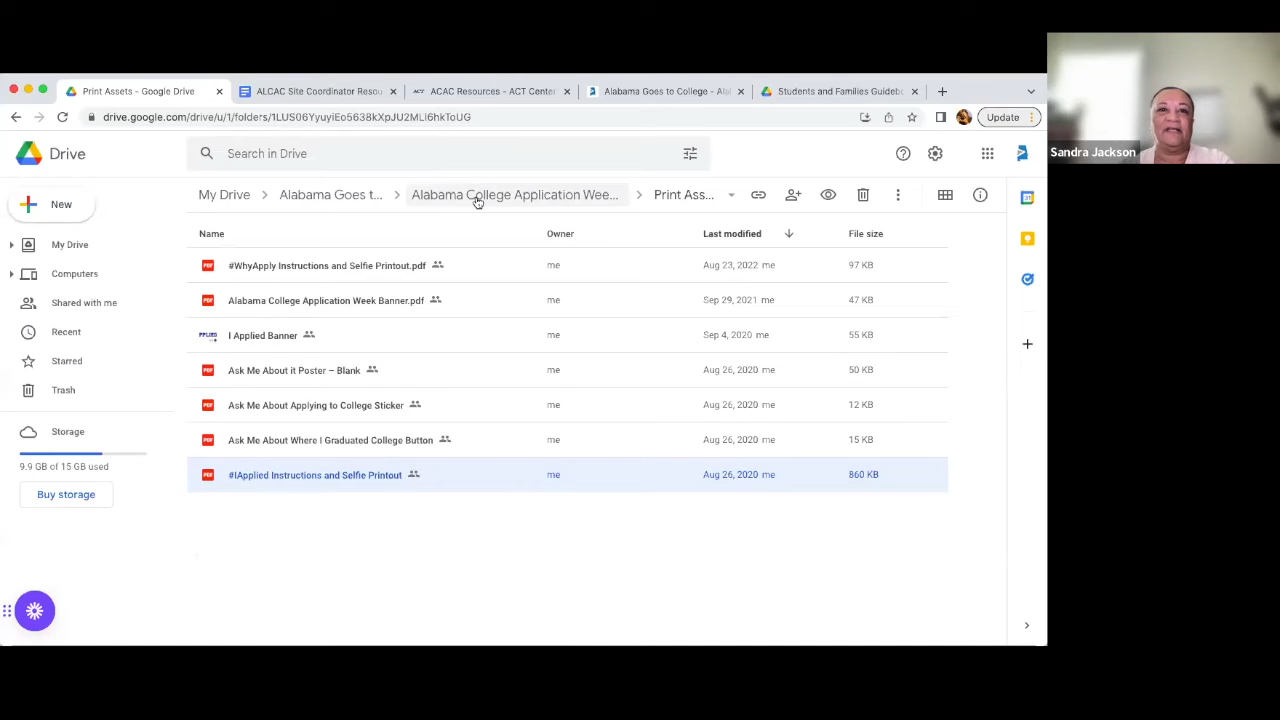 Print Assets - Google Drive
ALCAC Site Coordinator Resou
ACAC Resources - ACT Center
Alabama Goes to College - Ala
Students and Families Guidebo
drive.google.com/drive/u/1/folders/1LUS06YyuyiEo5638kXpJU2MLl6hkToUG
Update
Sandra Jackson
Drive
Search in Drive
New
My Drive
Computers
Shared with me
Recent
Starred
Trash
Storage
9.9 GB of 15 GB used
Buy storage
My Drive
Alabama Goes t...
Alabama College Application Wee...
Print Ass...
Name Owner Last modified File size
#WhyApply Instructions and Selfie Printout.pdf me Aug 23, 2022 me 97 KB
Alabama College Application Week Banner.pdf me Sep 29, 2021 me 47 KB
I Applied Banner me Sep 4, 2020 me 55 KB
Ask Me About it Poster – Blank me Aug 26, 2020 me 50 KB
Ask Me About Applying to College Sticker me Aug 26, 2020 me 12 KB
Ask Me About Where I Graduated College Button me Aug 26, 2020 me 15 KB
#IApplied Instructions and Selfie Printout me Aug 26, 2020 me 860 KB